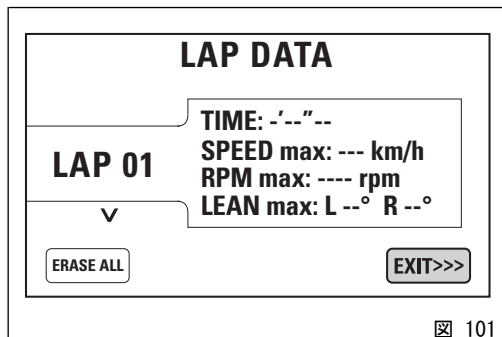 LAP DATA
TIME: -'--"--
LAP 01
SPEED max: --- km/h
RPM max: ---- rpm
LEAN max: L --° R --°
ERASE ALL
EXIT>>>
図 101